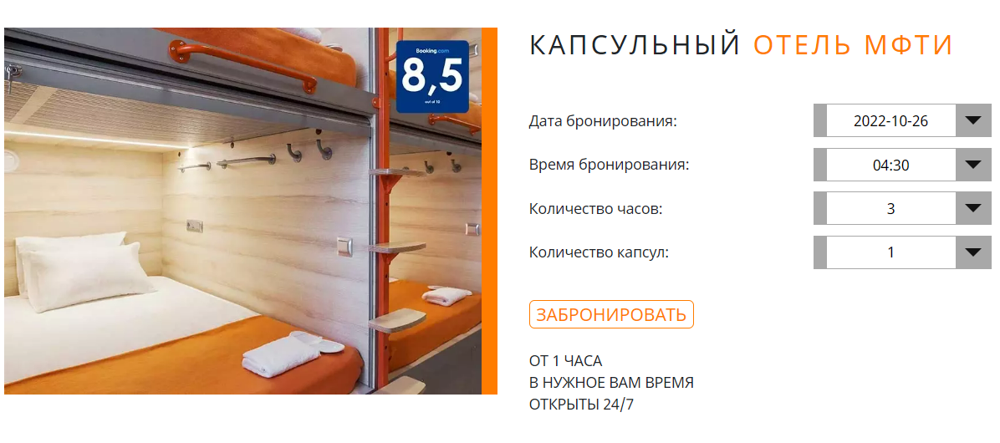 Booking.com
8,5
out of 10
КАПСУЛЬНЫЙ ОТЕЛЬ МФТИ
Дата бронирования:
2022-10-26
Время бронирования:
04:30
Количество часов:
3
Количество капсул:
1
ЗАБРОНИРОВАТЬ
ОТ 1 ЧАСА
В НУЖНОЕ ВАМ ВРЕМЯ
ОТКРЫТЫ 24/7